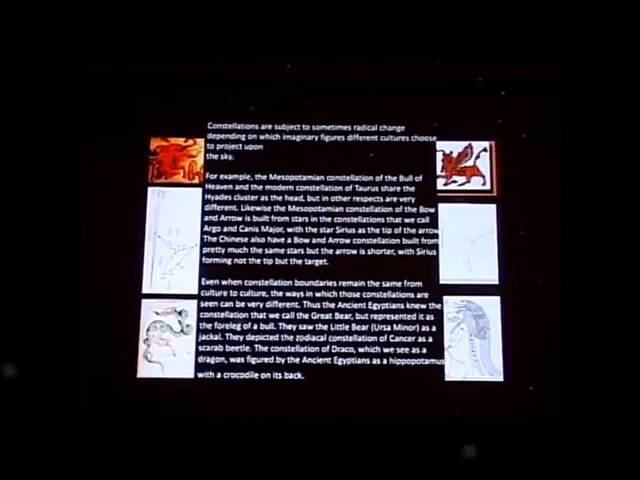 Constellations are subject to sometimes radical change
depending on which imaginary figures different cultures choose
to project upon
the sky.
For example, the Mesopotamian constellation of the Bull of
Heaven and the modern constellation of Taurus share the
Hyades cluster as the head, but in other respects are very
different. Likewise the Mesopotamian constellation of the Bow
and Arrow is built from stars in the constellations that we call
Argo and Canis Major, with the star Sirius as the tip of the arrow
The Chinese also have a Bow and Arrow constellation built from
pretty much the same stars but the arrow is shorter, with Sirius
forming not the tip but the target.
Even when constellation boundaries remain the same from
culture to culture, the ways in which those constellations are
seen can be very different. Thus the Ancient Egyptians knew the
constellation that we call the Great Bear, but represented it as
the foreleg of a bull. They saw the Little Bear (Ursa Minor) as a
jackal. They depicted the zodiacal constellation of Cancer as a
scarab beetle. The constellation of Draco, which we see as a
dragon, was figured by the Ancient Egyptians as a hippopotamus
with a crocodile on its back.